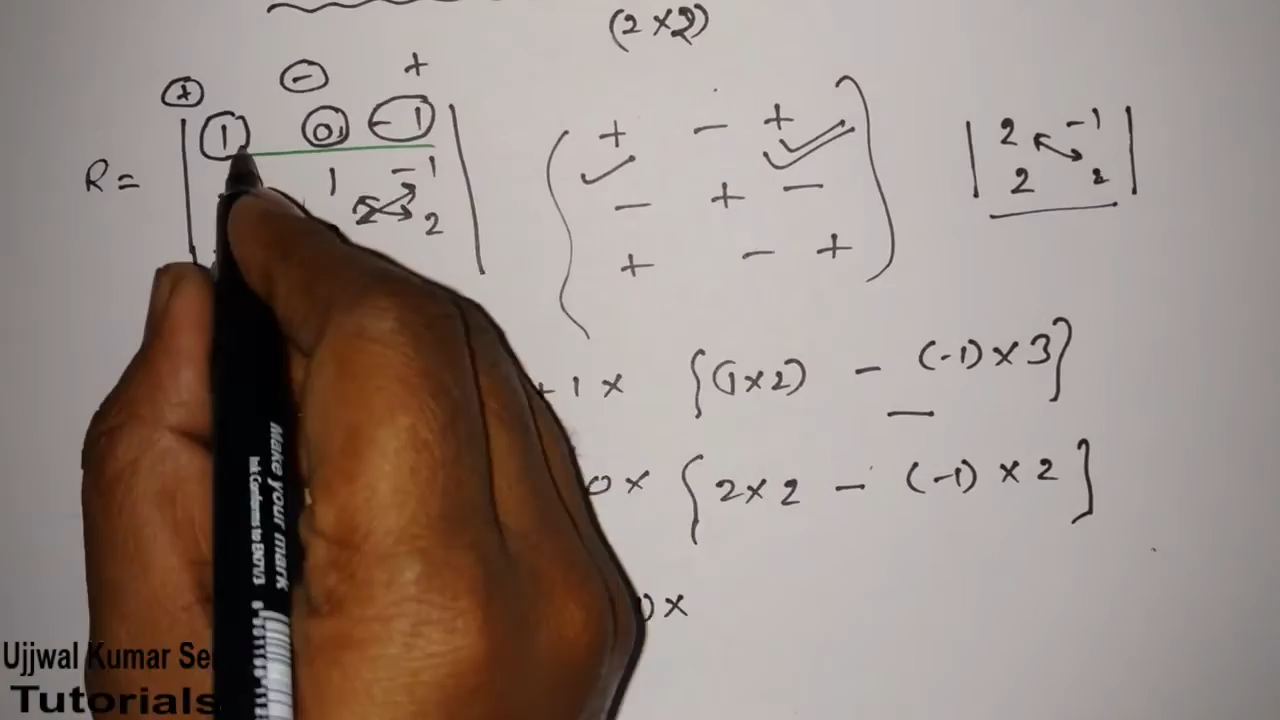 (2 × 2)
+ - +
R = | 1 0 -1 |
1 -1
2
+ - +
- + -
+ - +
2 -1
2 2
+ 1 × {(1×2) - (-1) × 3}
0 × {2×2 - (-1) × 2}
0 ×
Make your mark
Ujjwal Kumar Se
Tutorials